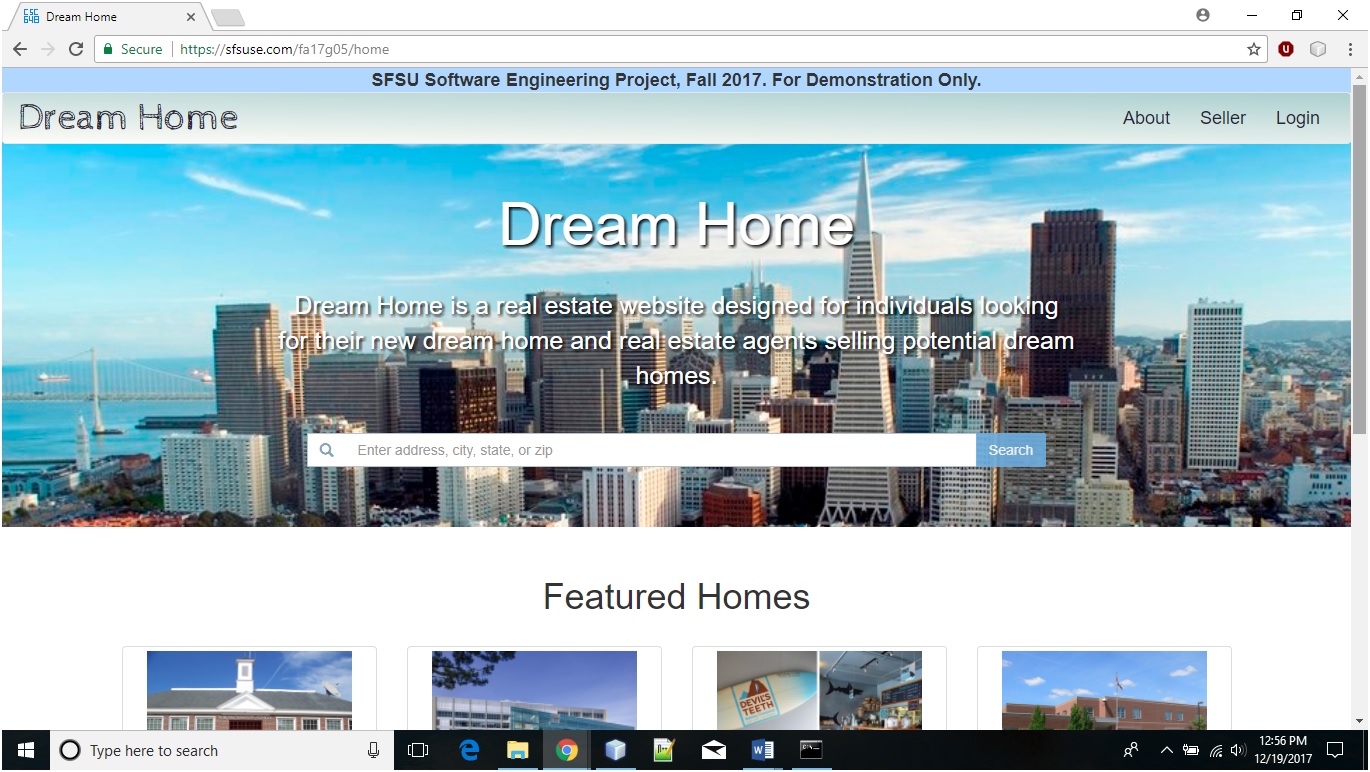 CSC
648
Dream Home
Secure
https://sfsuse.com/fa17g05/home
SFSU Software Engineering Project, Fall 2017. For Demonstration Only.
Dream Home
About
Seller
Login
Dream Home
Dream Home is a real estate website designed for individuals looking
for their new dream home and real estate agents selling potential dream
homes.
Enter address, city, state, or zip
Search
Featured Homes
DEVIL'S
TEETH
Type here to search
12:56 PM
12/19/2017